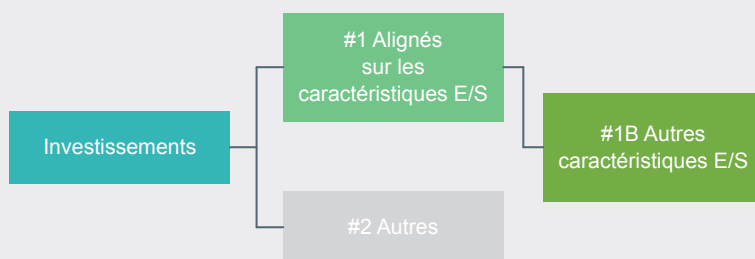 #1 Alignés
sur les
caractéristiques E/S
Investissements
#1B Autres
caractéristiques E/S
#2 Autres